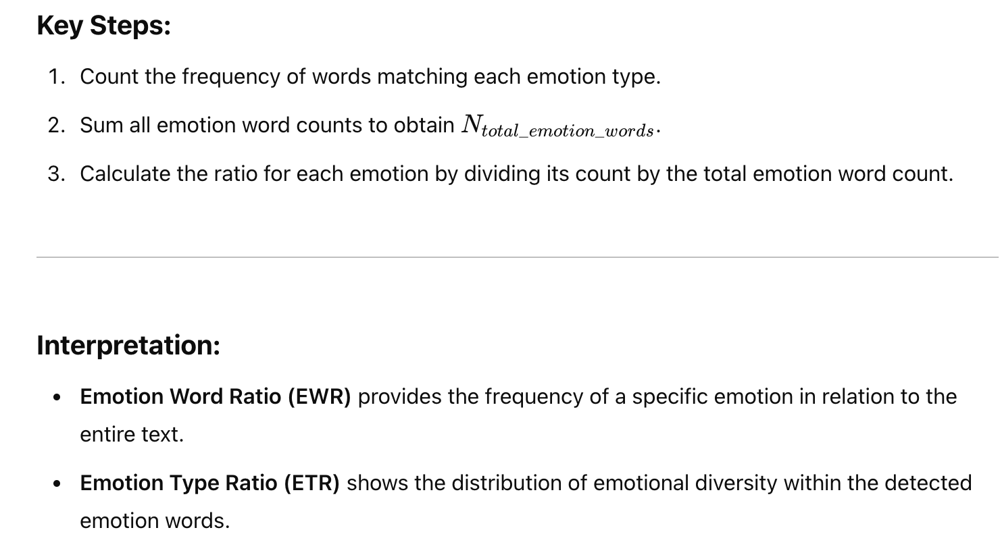 Key Steps:
1. Count the frequency of words matching each emotion type.
2. Sum all emotion word counts to obtain N_{total\_emotion\_words}.
3. Calculate the ratio for each emotion by dividing its count by the total emotion word count.
Interpretation:
• Emotion Word Ratio (EWR) provides the frequency of a specific emotion in relation to the
entire text.
• Emotion Type Ratio (ETR) shows the distribution of emotional diversity within the detected
emotion words.